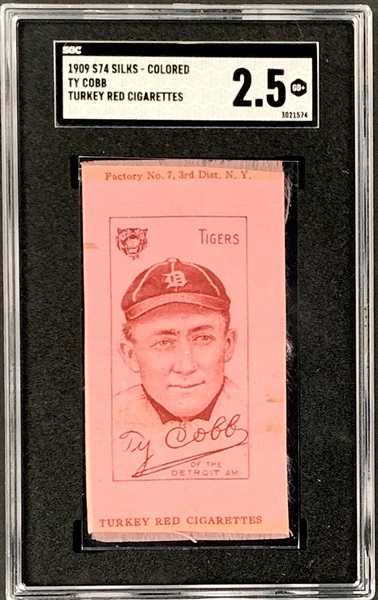 SGC
1909 S74 SILKS - COLORED
TY COBB
TURKEY RED CIGARETTES
2.5
GD+
3021574
Factory No. 7, 3rd Dist. N. Y.
TIGERS
D
Ty Cobb
OF THE
DETROIT AM.
TURKEY RED CIGARETTES